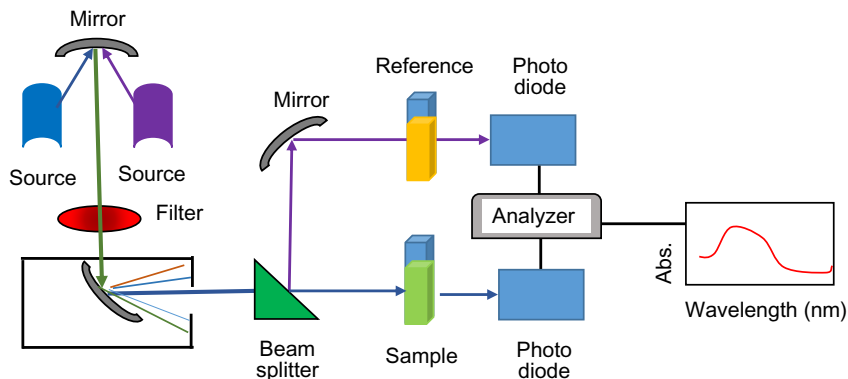 Mirror
Source
Source
Filter
Mirror
Reference
Photo
diode
Analyzer
Beam
splitter
Sample
Photo
diode
Abs.
Wavelength (nm)